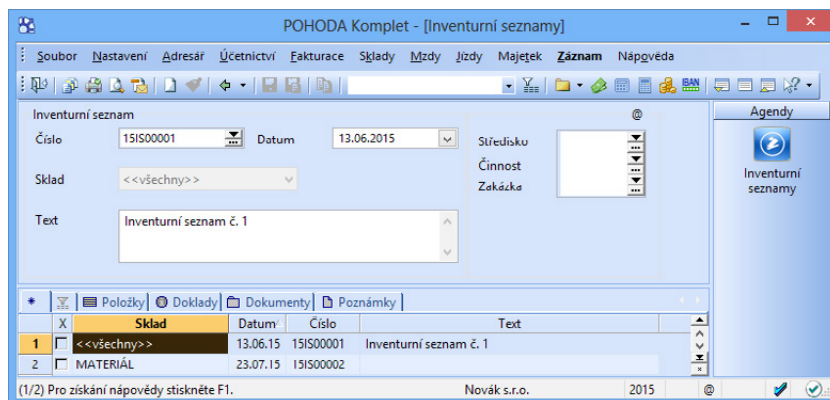 POHODA Komplet - [Inventurní seznamy]
Soubor Nastavení Adresář Účetnictví Fakturace Sklady Mzdy Jízdy Majetek Záznam Nápověda
IBAN
Inventurní seznam @ Agendy
Číslo 15IS00001 Datum 13.06.2015 Středisko
Činnost
Sklad <<všechny>> Zakázka
Inventurní
seznamy
Text Inventurní seznam č. 1
* Položky Doklady Dokumenty Poznámky
X Sklad Datum Číslo Text
1 <<všechny>> 13.06.15 15IS00001 Inventurní seznam č. 1
2 MATERIÁL 23.07.15 15IS00002
(1/2) Pro získání nápovědy stiskněte F1. Novák s.r.o. 2015 @